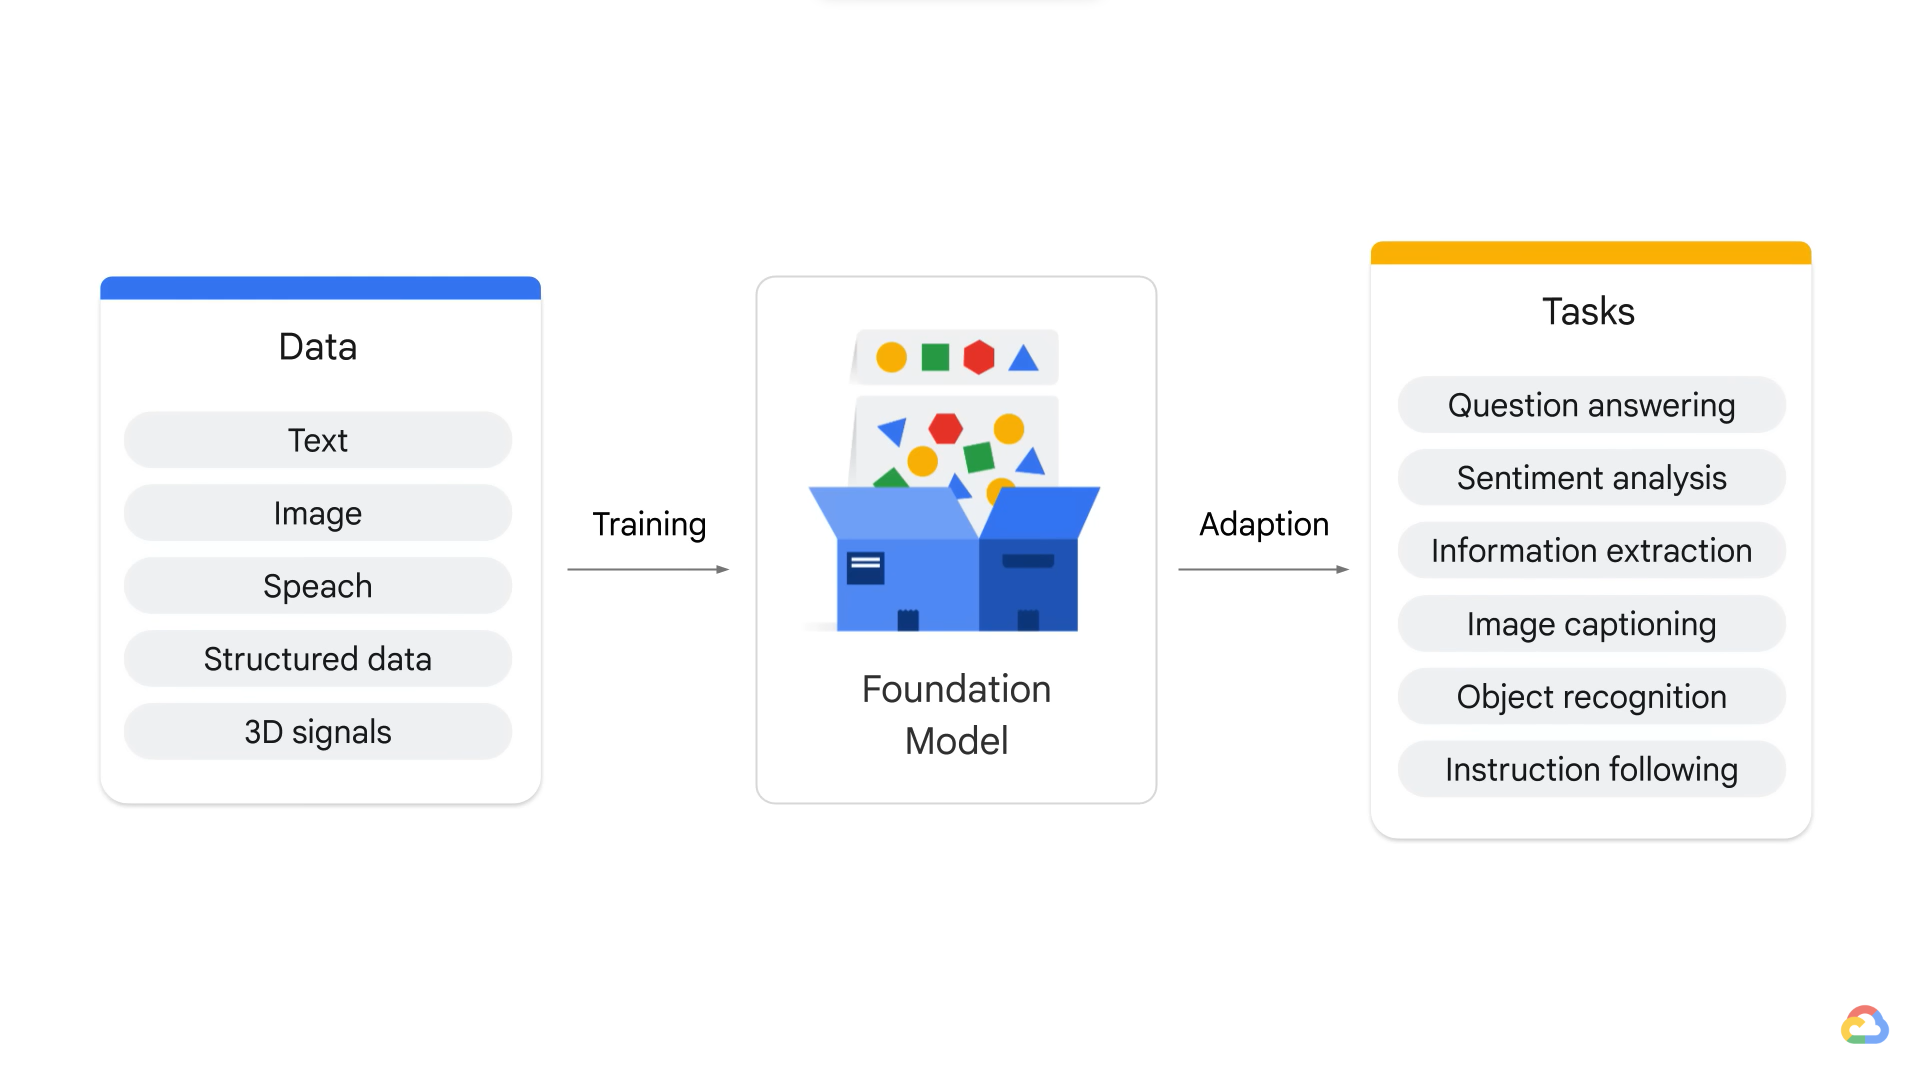 Data
Text
Image
Speach
Structured data
3D signals
Training
Foundation
Model
Adaption
Tasks
Question answering
Sentiment analysis
Information extraction
Image captioning
Object recognition
Instruction following